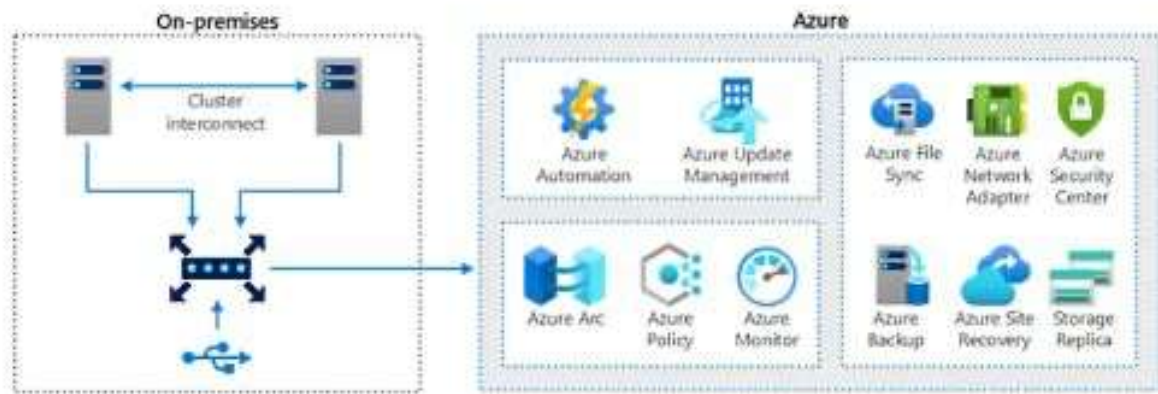 On-premises
Cluster
interconnect
Azure
Azure
Automation
Azure Update
Management
Azure Arc
Azure
Policy
Azure
Monitor
Azure File
Sync
Azure
Network
Adapter
Azure
Security
Center
Azure
Backup
Azure Site
Recovery
Storage
Replica